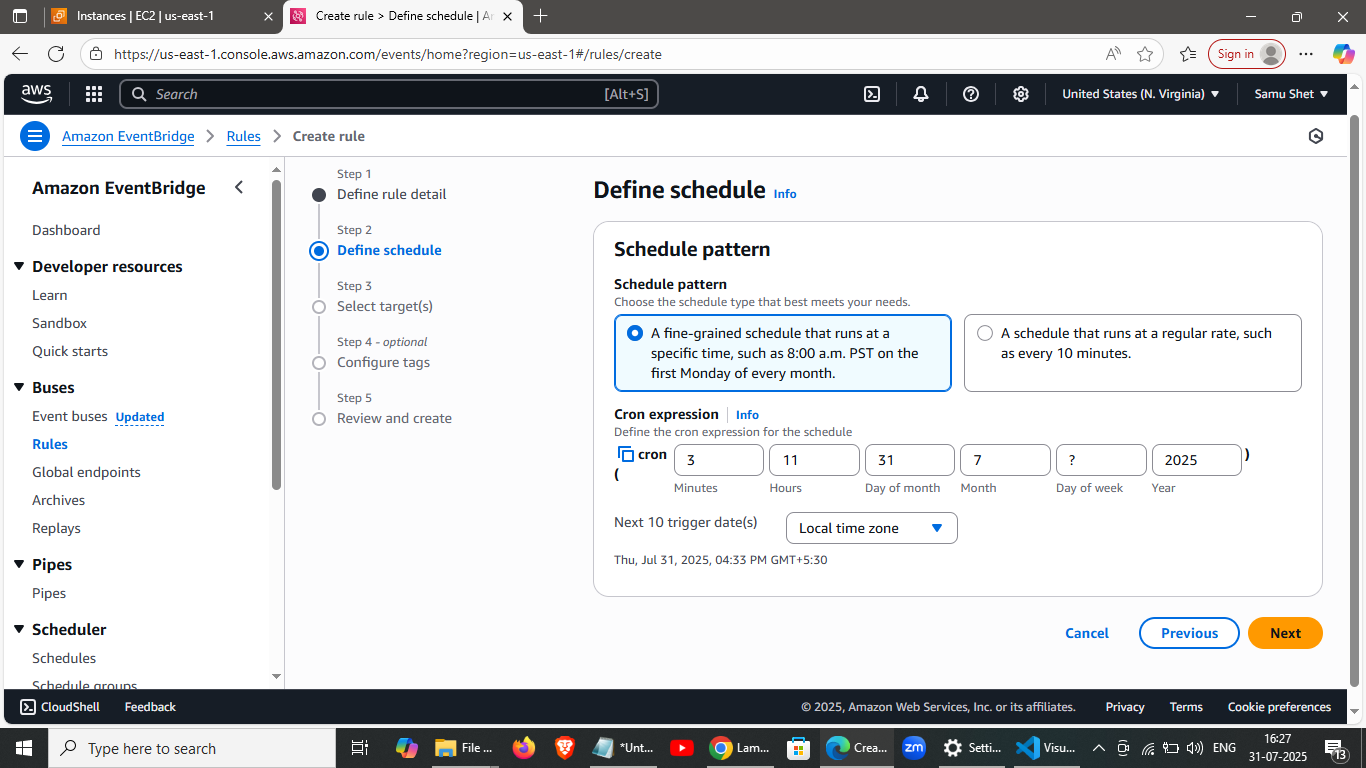 Instances | EC2 | us-east-1
Create rule > Define schedule | A
https://us-east-1.console.aws.amazon.com/events/home?region=us-east-1#/rules/create
Sign in
aws
Search
[Alt+S]
United States (N. Virginia)
Samu Shet
Amazon EventBridge
Rules
Create rule
Amazon EventBridge
Dashboard
Developer resources
Learn
Sandbox
Quick starts
Buses
Event buses Updated
Rules
Global endpoints
Archives
Replays
Pipes
Pipes
Scheduler
Schedules
Schedule groups
Step 1
Define rule detail
Step 2
Define schedule
Step 3
Select target(s)
Step 4 - optional
Configure tags
Step 5
Review and create
Define schedule Info
Schedule pattern
Schedule pattern
Choose the schedule type that best meets your needs.
A fine-grained schedule that runs at a
specific time, such as 8:00 a.m. PST on the
first Monday of every month.
A schedule that runs at a regular rate, such
as every 10 minutes.
Cron expression Info
Define the cron expression for the schedule
cron
(
3 11 31 7 ? 2025 )
Minutes Hours Day of month Month Day of week Year
Next 10 trigger date(s)
Local time zone
Thu, Jul 31, 2025, 04:33 PM GMT+5:30
Cancel
Previous
Next
CloudShell
Feedback
© 2025, Amazon Web Services, Inc. or its affiliates.
Privacy
Terms
Cookie preferences
Type here to search
File ...
*Unt...
Lam...
Crea...
zm
Setti...
Visu...
ENG
16:27
31-07-2025
13